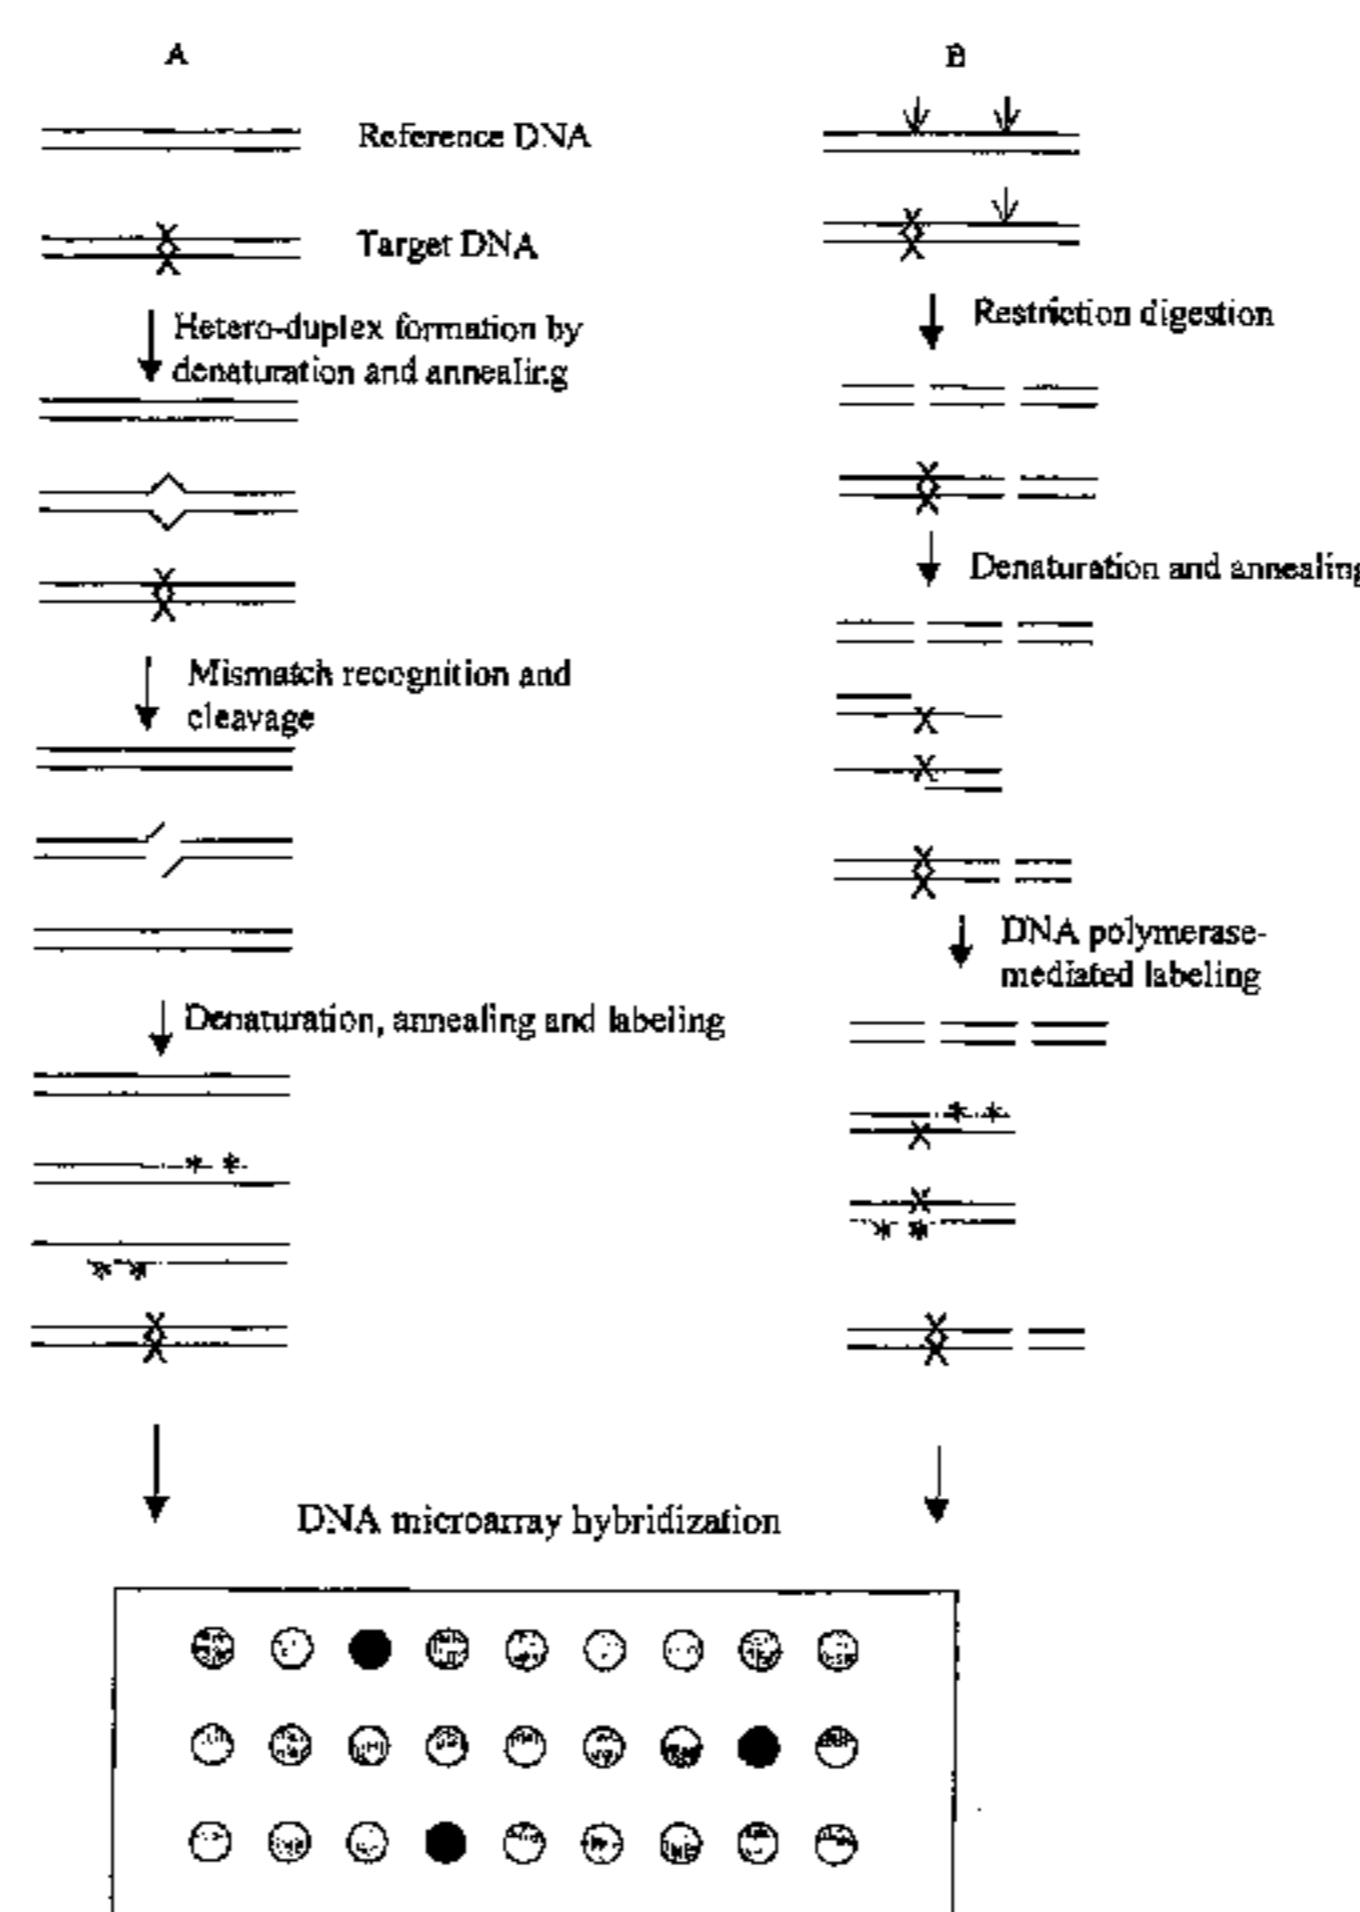 A
B
Reference DNA
Target DNA
Hetero-duplex formation by
denaturation and annealing
Restriction digestion
Denaturation and annealing
Mismatch recognition and
cleavage
DNA polymerase-
mediated labeling
Denaturation, annealing and labeling
DNA microarray hybridization